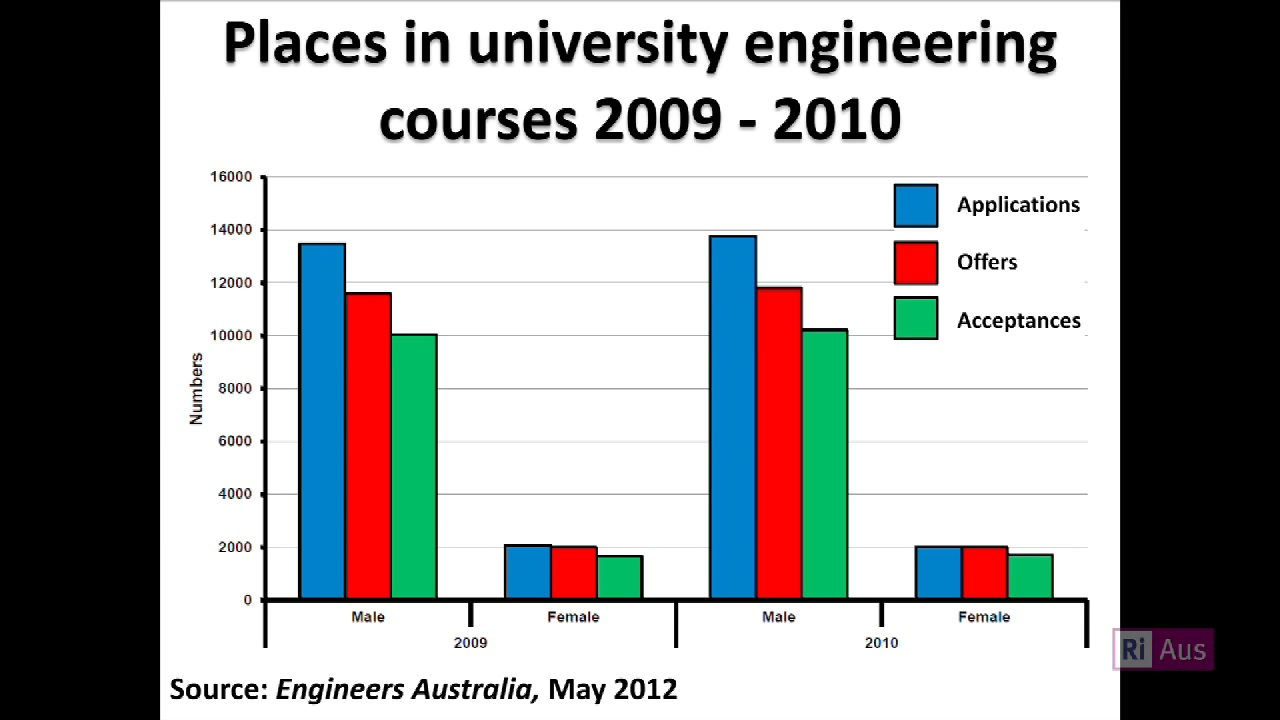 Places in university engineering
courses 2009 - 2010
16000
14000
12000
10000
8000
6000
4000
2000
0
Numbers
Applications
Offers
Acceptances
Male
Female
Male
Female
2009
2010
Ri Aus
Source: Engineers Australia, May 2012